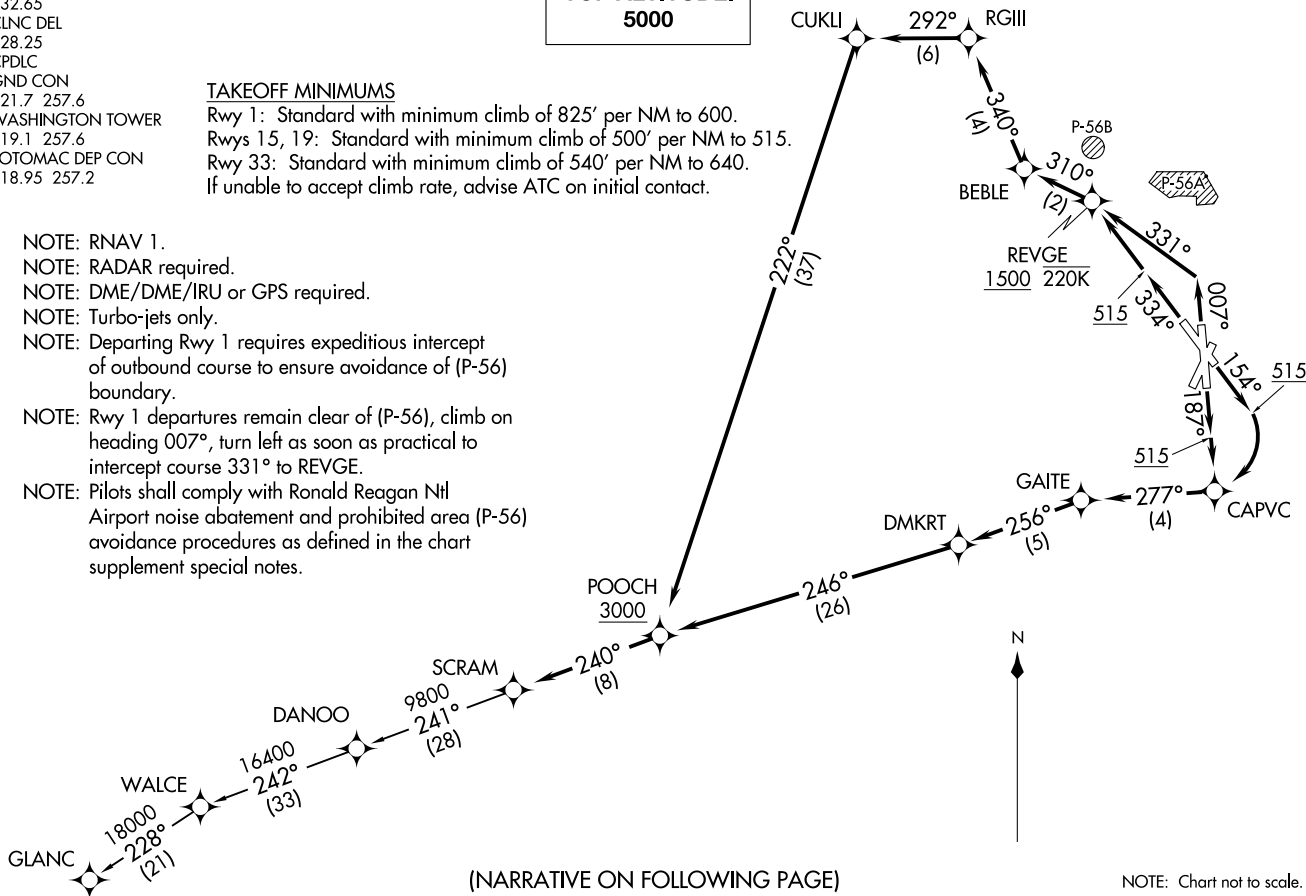 32.65
CLNC DEL
28.25
CPDLC
GND CON
21.7 257.6
WASHINGTON TOWER
19.1 257.6
POTOMAC DEP CON
18.95 257.2
5000
TAKEOFF MINIMUMS
Rwy 1: Standard with minimum climb of 825' per NM to 600.
Rwys 15, 19: Standard with minimum climb of 500' per NM to 515.
Rwy 33: Standard with minimum climb of 540' per NM to 640.
If unable to accept climb rate, advise ATC on initial contact.
NOTE: RNAV 1.
NOTE: RADAR required.
NOTE: DME/DME/IRU or GPS required.
NOTE: Turbo-jets only.
NOTE: Departing Rwy 1 requires expeditious intercept
of outbound course to ensure avoidance of (P-56)
boundary.
NOTE: Rwy 1 departures remain clear of (P-56), climb on
heading 007°, turn left as soon as practical to
intercept course 331° to REVGE.
NOTE: Pilots shall comply with Ronald Reagan Ntl
Airport noise abatement and prohibited area (P-56)
avoidance procedures as defined in the chart
supplement special notes.
CUKLI
292°
(6)
RGIII
340°
(4)
P-56B
P-56A
BEBLE
310°
(2)
REVGE
1500 220K
331°
007°
515
334°
154°
515
187°
515
222°
(37)
CAPVC
277°
(4)
GAITE
256°
(5)
DMKRT
246°
(26)
POOCH
3000
240°
(8)
SCRAM
9800
241°
(28)
DANOO
16400
242°
(33)
WALCE
18000
228°
(21)
GLANC
N
(NARRATIVE ON FOLLOWING PAGE)
NOTE: Chart not to scale.